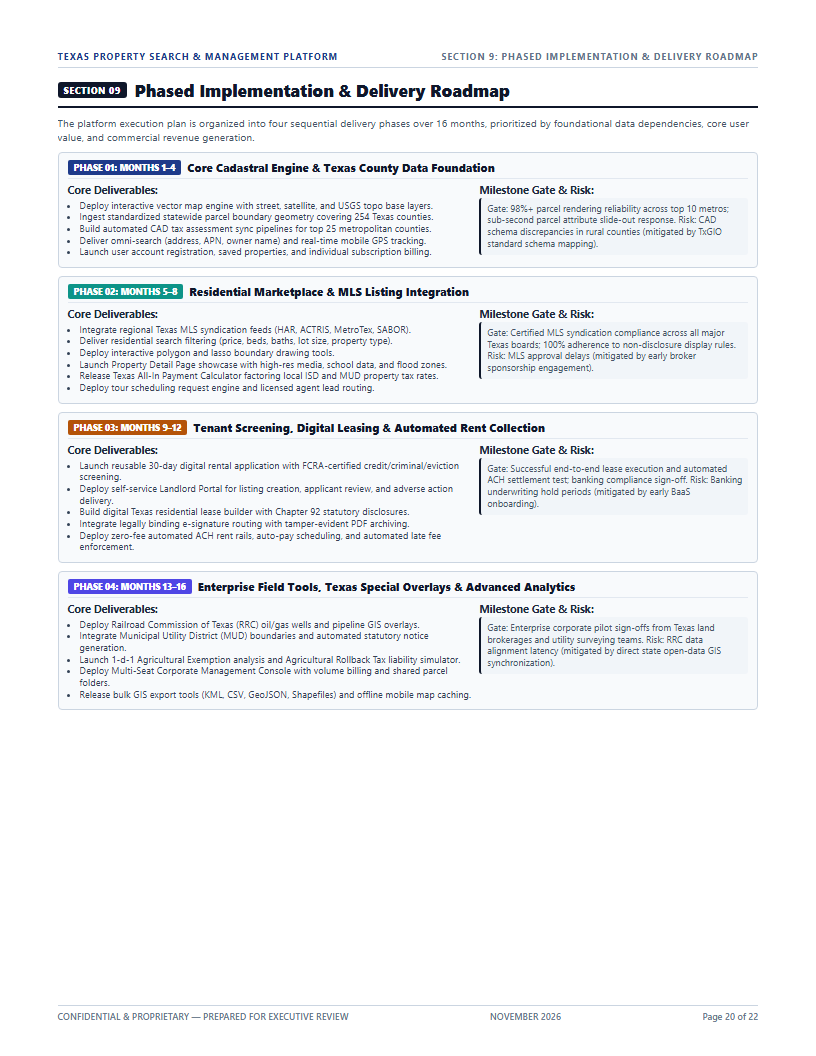 TEXAS PROPERTY SEARCH & MANAGEMENT PLATFORM
SECTION 9: PHASED IMPLEMENTATION & DELIVERY ROADMAP
SECTION 09 Phased Implementation & Delivery Roadmap
The platform execution plan is organized into four sequential delivery phases over 16 months, prioritized by foundational data dependencies, core user
value, and commercial revenue generation.
PHASE 01: MONTHS 1–4 Core Cadastral Engine & Texas County Data Foundation
Core Deliverables:
• Deploy interactive vector map engine with street, satellite, and USGS topo base layers.
• Ingest standardized statewide parcel boundary geometry covering 254 Texas counties.
• Build automated CAD tax assessment sync pipelines for top 25 metropolitan counties.
• Deliver omni-search (address, APN, owner name) and real-time mobile GPS tracking.
• Launch user account registration, saved properties, and individual subscription billing.
Milestone Gate & Risk:
Gate: 98%+ parcel rendering reliability across top 10 metros;
sub-second parcel attribute slide-out response. Risk: CAD
schema discrepancies in rural counties (mitigated by TxGIO
standard schema mapping).
PHASE 02: MONTHS 5–8 Residential Marketplace & MLS Listing Integration
Core Deliverables:
• Integrate regional Texas MLS syndication feeds (HAR, ACTRIS, MetroTex, SABOR).
• Deliver residential search filtering (price, beds, baths, lot size, property type).
• Deploy interactive polygon and lasso boundary drawing tools.
• Launch Property Detail Page showcase with high-res media, school data, and flood zones.
• Release Texas All-In Payment Calculator factoring local ISD and MUD property tax rates.
• Deploy tour scheduling request engine and licensed agent lead routing.
Milestone Gate & Risk:
Gate: Certified MLS syndication compliance across all major
Texas boards; 100% adherence to non-disclosure display rules.
Risk: MLS approval delays (mitigated by early broker
sponsorship engagement).
PHASE 03: MONTHS 9–12 Tenant Screening, Digital Leasing & Automated Rent Collection
Core Deliverables:
• Launch reusable 30-day digital rental application with FCRA-certified credit/criminal/eviction
screening.
• Deploy self-service Landlord Portal for listing creation, applicant review, and adverse action
delivery.
• Build digital Texas residential lease builder with Chapter 92 statutory disclosures.
• Integrate legally binding e-signature routing with tamper-evident PDF archiving.
• Deploy zero-fee automated ACH rent rails, auto-pay scheduling, and automated late fee
enforcement.
Milestone Gate & Risk:
Gate: Successful end-to-end lease execution and automated
ACH settlement test; banking compliance sign-off. Risk: Banking
underwriting hold periods (mitigated by early BaaS
onboarding).
PHASE 04: MONTHS 13–16 Enterprise Field Tools, Texas Special Overlays & Advanced Analytics
Core Deliverables:
• Deploy Railroad Commission of Texas (RRC) oil/gas wells and pipeline GIS overlays.
• Integrate Municipal Utility District (MUD) boundaries and automated statutory notice
generation.
• Launch 1-d-1 Agricultural Exemption analysis and Agricultural Rollback Tax liability simulator.
• Deploy Multi-Seat Corporate Management Console with volume billing and shared parcel
folders.
• Release bulk GIS export tools (KML, CSV, GeoJSON, Shapefiles) and offline mobile map caching.
Milestone Gate & Risk:
Gate: Enterprise corporate pilot sign-offs from Texas land
brokerages and utility surveying teams. Risk: RRC data
alignment latency (mitigated by direct state open-data GIS
synchronization).
CONFIDENTIAL & PROPRIETARY — PREPARED FOR EXECUTIVE REVIEW
NOVEMBER 2026
Page 20 of 22